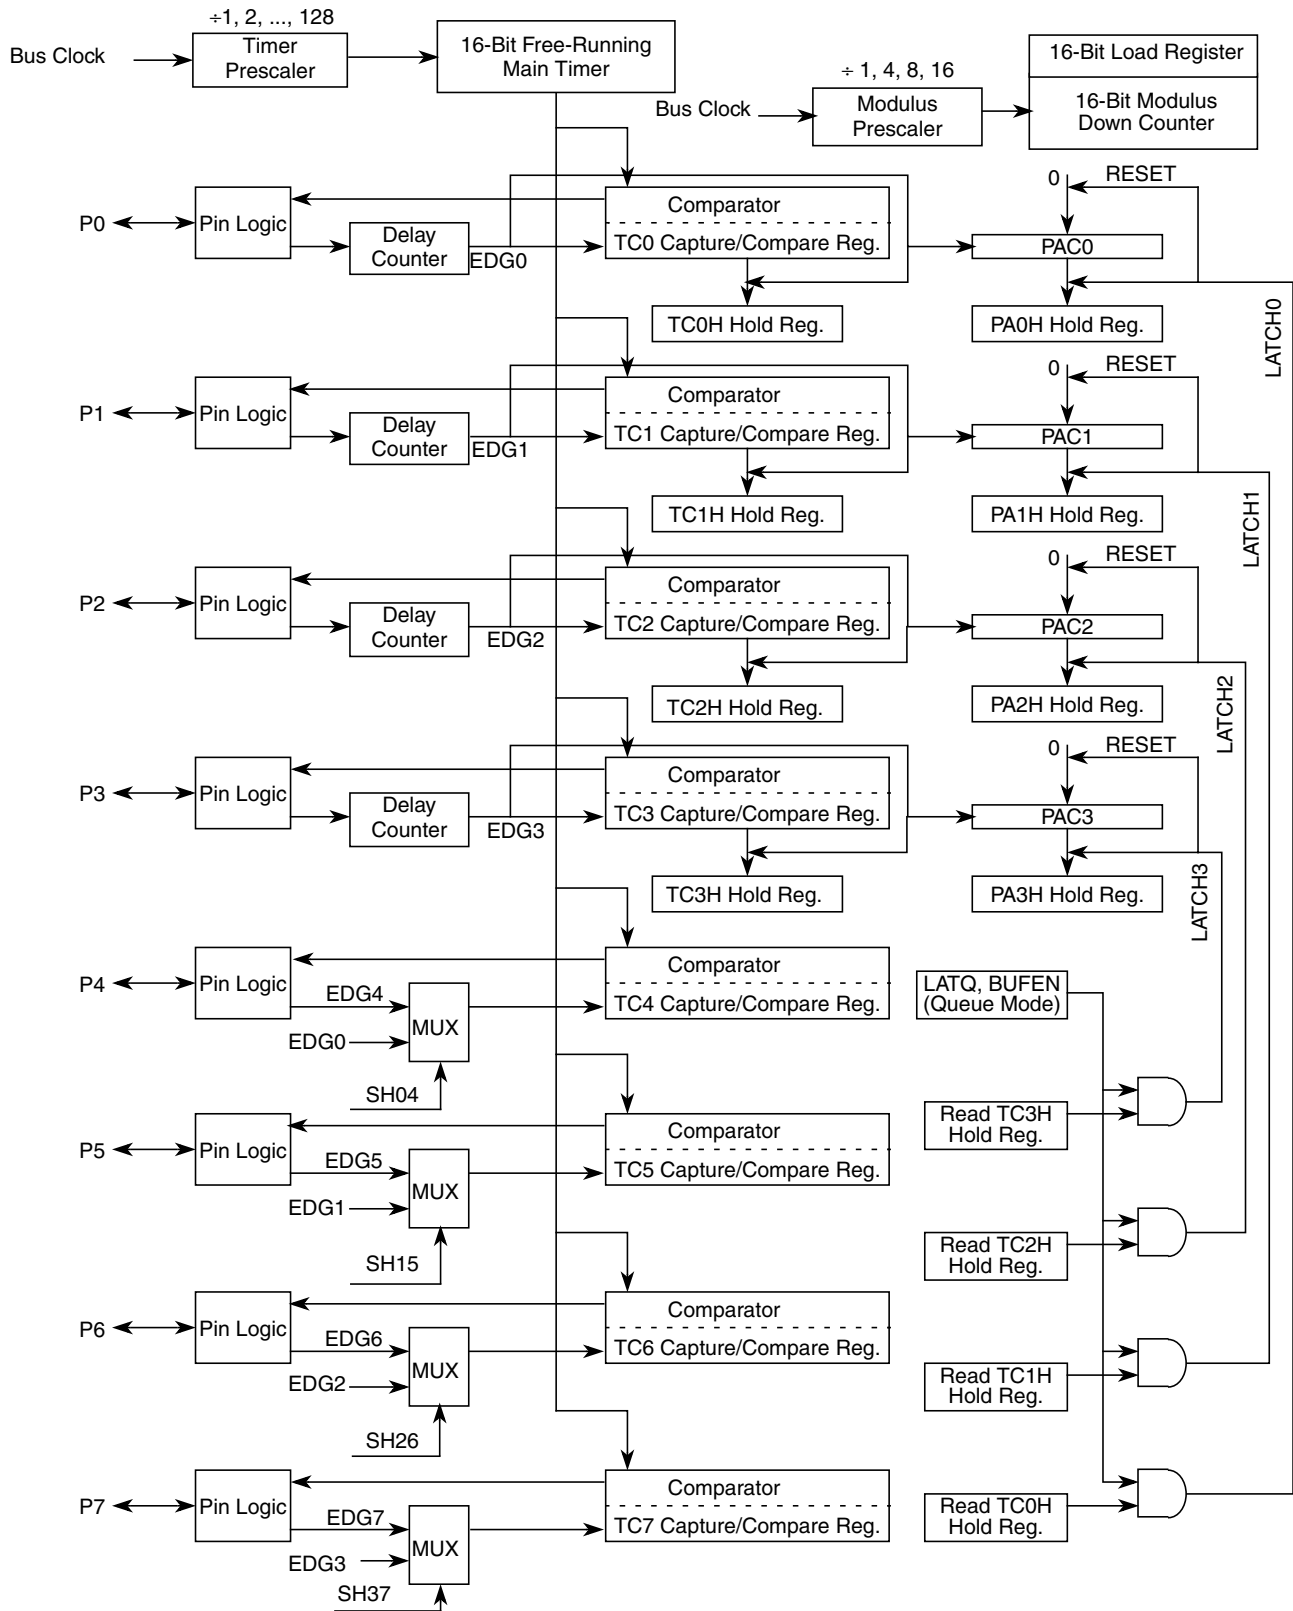 ÷1, 2, ..., 128
Bus Clock
Timer
Prescaler
16-Bit Free-Running
Main Timer
÷ 1, 4, 8, 16
Bus Clock
Modulus
Prescaler
16-Bit Load Register
16-Bit Modulus
Down Counter
P0
Pin Logic
Delay
Counter
EDG0
Comparator
TC0 Capture/Compare Reg.
TC0H Hold Reg.
0
RESET
PAC0
PA0H Hold Reg.
LATCH0
P1
Pin Logic
Delay
Counter
EDG1
Comparator
TC1 Capture/Compare Reg.
TC1H Hold Reg.
0
RESET
PAC1
PA1H Hold Reg.
LATCH1
P2
Pin Logic
Delay
Counter
EDG2
Comparator
TC2 Capture/Compare Reg.
TC2H Hold Reg.
0
RESET
PAC2
PA2H Hold Reg.
LATCH2
P3
Pin Logic
Delay
Counter
EDG3
Comparator
TC3 Capture/Compare Reg.
TC3H Hold Reg.
0
RESET
PAC3
PA3H Hold Reg.
LATCH3
P4
Pin Logic
EDG4
EDG0
MUX
SH04
Comparator
TC4 Capture/Compare Reg.
LATQ, BUFEN
(Queue Mode)
P5
Pin Logic
EDG5
EDG1
MUX
SH15
Comparator
TC5 Capture/Compare Reg.
Read TC3H
Hold Reg.
Read TC2H
Hold Reg.
P6
Pin Logic
EDG6
EDG2
MUX
SH26
Comparator
TC6 Capture/Compare Reg.
Read TC1H
Hold Reg.
P7
Pin Logic
EDG7
EDG3
MUX
SH37
Comparator
TC7 Capture/Compare Reg.
Read TC0H
Hold Reg.